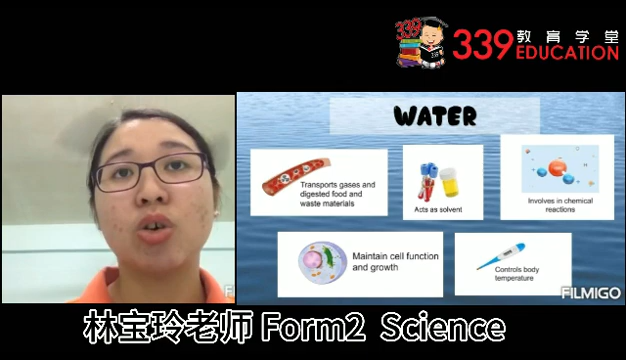 339
教育学堂
339 EDUCATION
WATER
Transports gases and
digested food and
waste materials
Acts as solvent
Involves in chemical
reactions
Maintain cell function
and growth
Controls body
temperature
FILMIGO
林宝玲老师 Form2 Science